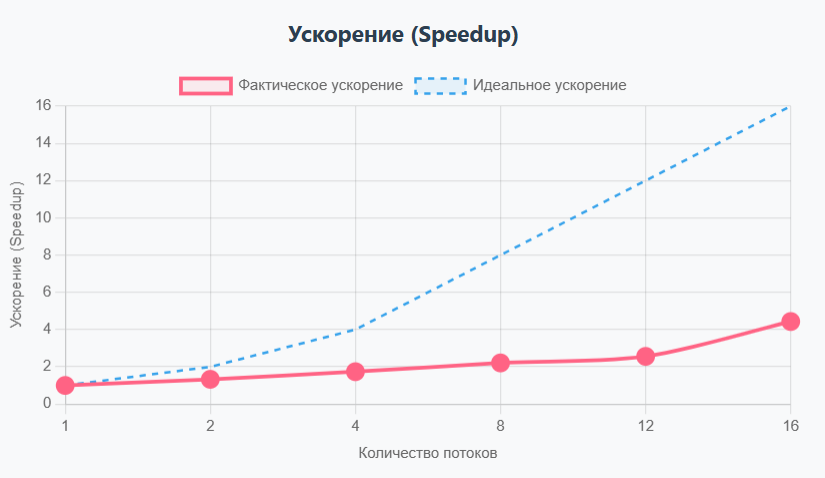 Ускорение (Speedup)
Фактическое ускорение Идеальное ускорение
Ускорение (Speedup)
16
14
12
10
8
6
4
2
0
1 2 4 8 12 16
Количество потоков